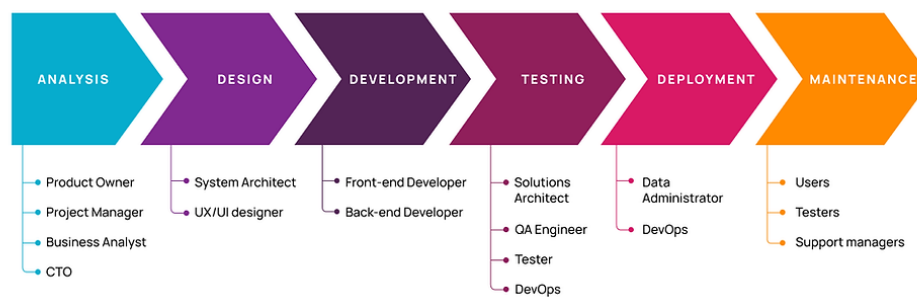 ANALYSIS
DESIGN
DEVELOPMENT
TESTING
DEPLOYMENT
MAINTENANCE
Product Owner
Project Manager
Business Analyst
CTO
System Architect
UX/UI designer
Front-end Developer
Back-end Developer
Solutions
Architect
QA Engineer
Tester
DevOps
Data
Administrator
DevOps
Users
Testers
Support managers